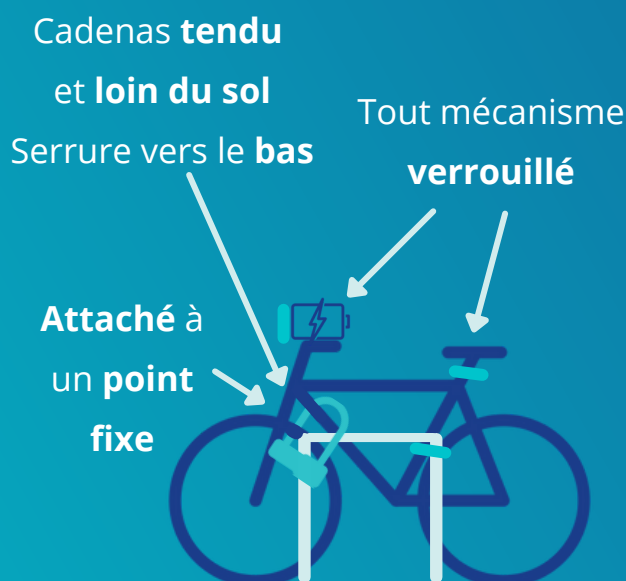 Cadenas tendu
et loin du sol
Serrure vers le bas
Tout mécanisme
verrouillé
Attaché à
un point
fixe